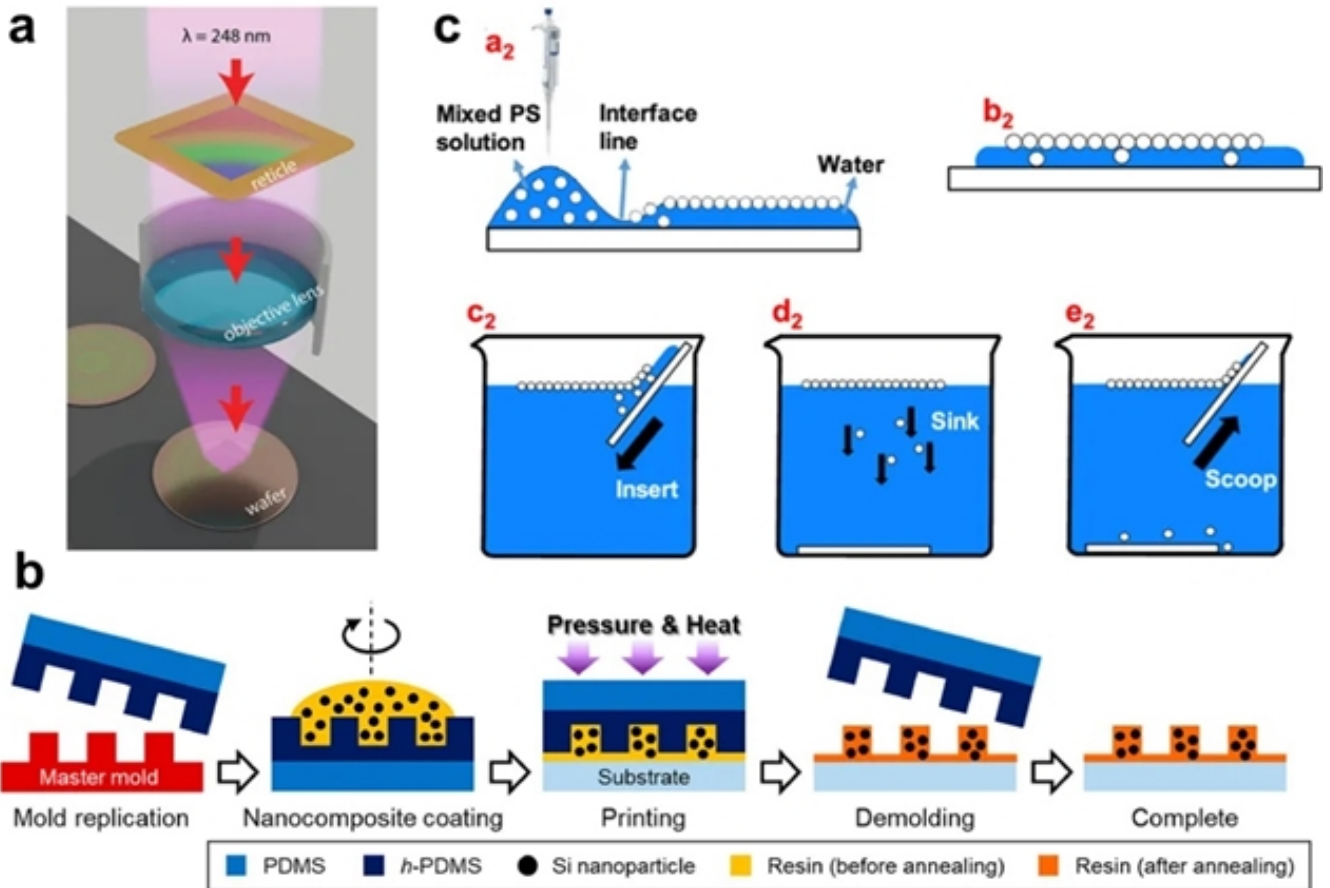 a
λ = 248 nm
reticle
objective lens
wafer
c
a2
Mixed PS
solution
Interface
line
Water
b2
c2
Insert
d2
Sink
e2
Scoop
b
Master mold
Mold replication
Nanocomposite coating
Pressure & Heat
Substrate
Printing
Demolding
Complete
PDMS
h-PDMS
Si nanoparticle
Resin (before annealing)
Resin (after annealing)